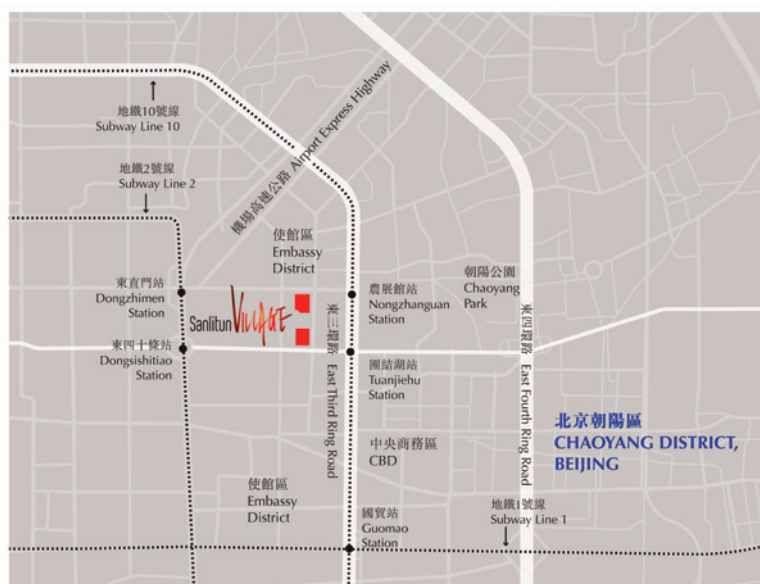 地鐵10號線
Subway Line 10
機場高速公路 Airport Express Highway
地鐵2號線
Subway Line 2
使館區
Embassy
District
東直門站
Dongzhimen
Station
Sanlitun VILLAGE
農展館站
Nongzhanguan
Station
朝陽公園
Chaoyang
Park
東三環路 East Third Ring Road
東四環路 East Fourth Ring Road
東四十條站
Dongsishitiao
Station
團結湖站
Tuanjiehu
Station
北京朝陽區
CHAOYANG DISTRICT,
BEIJING
中央商務區
CBD
使館區
Embassy
District
國貿站
Guomao
Station
地鐵1號線
Subway Line 1